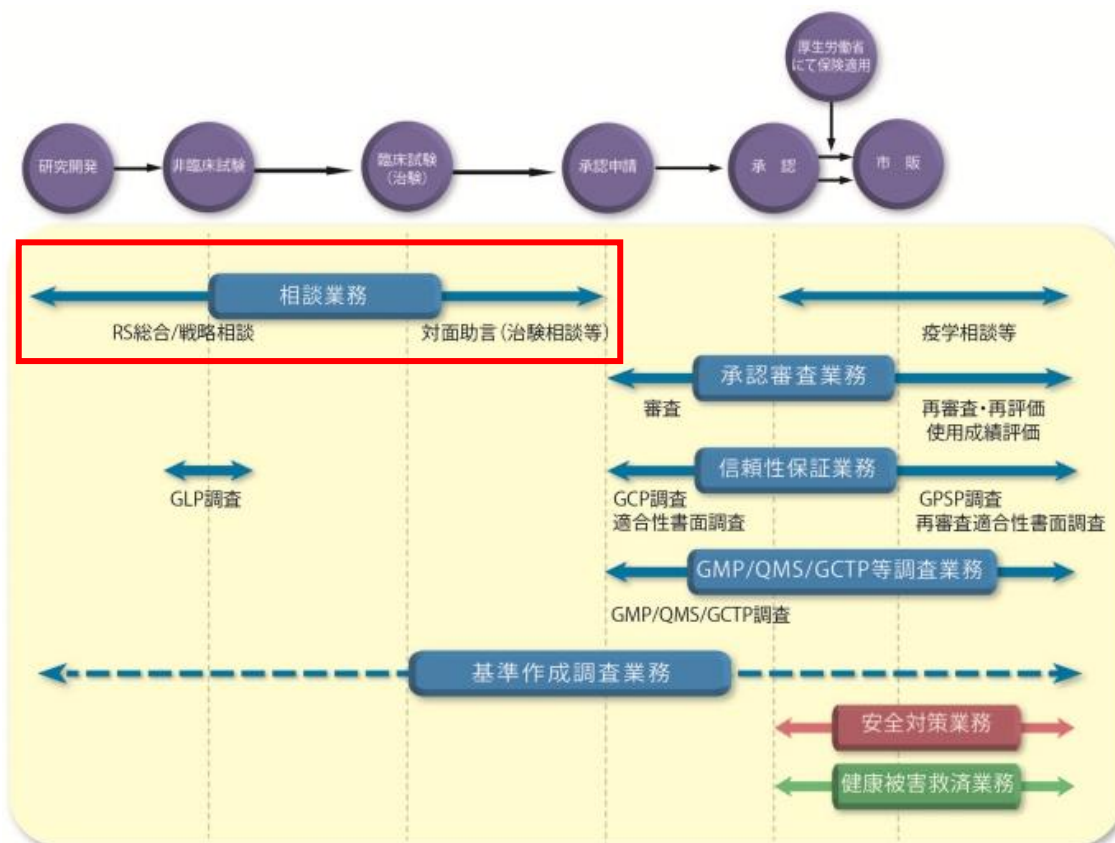 厚生労働省
にて保険適用
研究開発
非臨床試験
臨床試験
(治験)
承認申請
承 認
市 販
相談業務
RS総合/戦略相談
対面助言(治験相談等)
疫学相談等
承認審査業務
審査
再審査・再評価
使用成績評価
信頼性保証業務
GLP調査
GCP調査
適合性書面調査
GPSP調査
再審査適合性書面調査
GMP/QMS/GCTP等調査業務
GMP/QMS/GCTP調査
基準作成調査業務
安全対策業務
健康被害救済業務